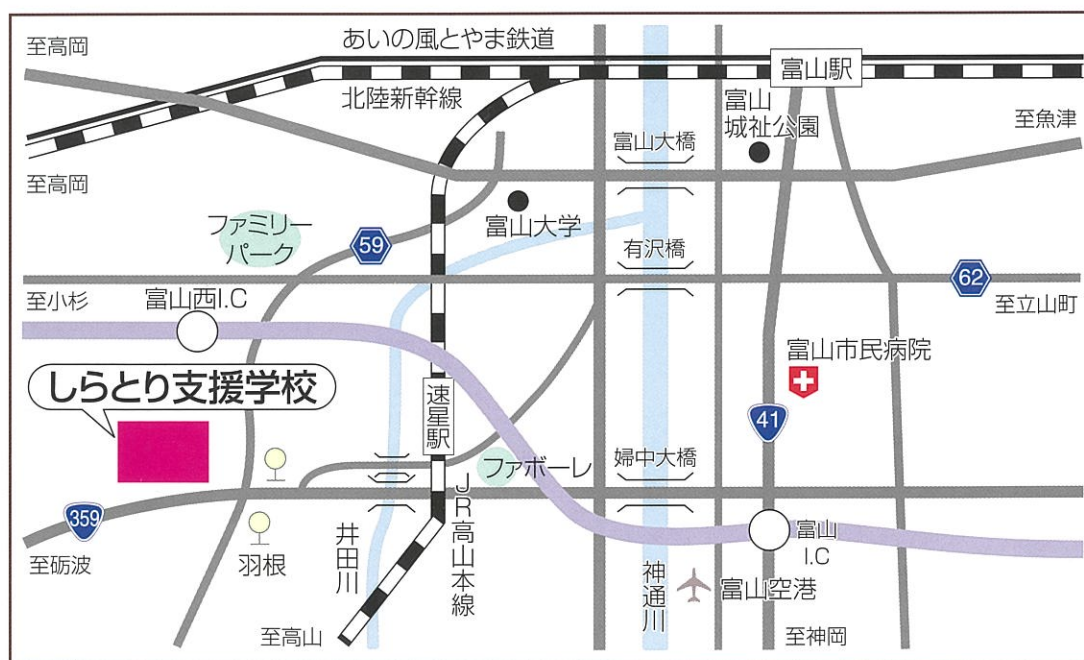 あいの風とやま鉄道
至高岡
富山駅
北陸新幹線
富山
城祉公園
至魚津
富山大橋
至高岡
ファミリー
パーク
59
富山大学
有沢橋
62
至小杉
富山西I.C
至立山町
富山市民病院
しらとり支援学校
速星駅
41
ファボーレ
婦中大橋
JR高山本線
359
富山
I.C
至砺波
羽根
井田川
神通川
富山空港
至高山
至神岡